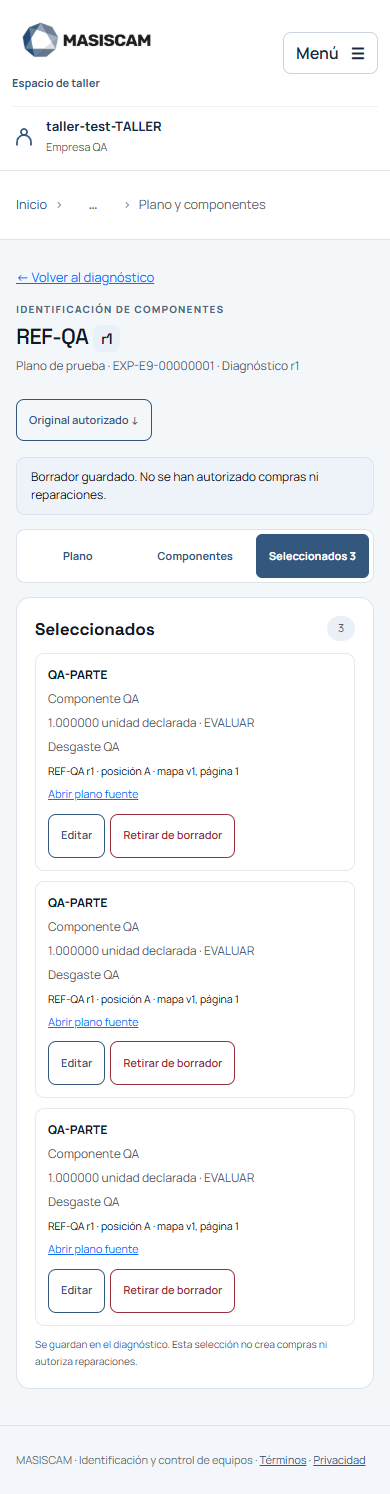 MASISCAM
Menú ☰
Espacio de taller
taller-test-TALLER
Empresa QA
Inicio › … › Plano y componentes
← Volver al diagnóstico
IDENTIFICACIÓN DE COMPONENTES
REF-QA r1
Plano de prueba · EXP-E9-00000001 · Diagnóstico r1
Original autorizado ↓
Borrador guardado. No se han autorizado compras ni
reparaciones.
Plano Componentes Seleccionados 3
Seleccionados 3
QA-PARTE
Componente QA
1.000000 unidad declarada · EVALUAR
Desgaste QA
REF-QA r1 · posición A · mapa v1, página 1
Abrir plano fuente
Editar Retirar de borrador
QA-PARTE
Componente QA
1.000000 unidad declarada · EVALUAR
Desgaste QA
REF-QA r1 · posición A · mapa v1, página 1
Abrir plano fuente
Editar Retirar de borrador
QA-PARTE
Componente QA
1.000000 unidad declarada · EVALUAR
Desgaste QA
REF-QA r1 · posición A · mapa v1, página 1
Abrir plano fuente
Editar Retirar de borrador
Se guardan en el diagnóstico. Esta selección no crea compras ni
autoriza reparaciones.
MASISCAM · Identificación y control de equipos · Términos · Privacidad